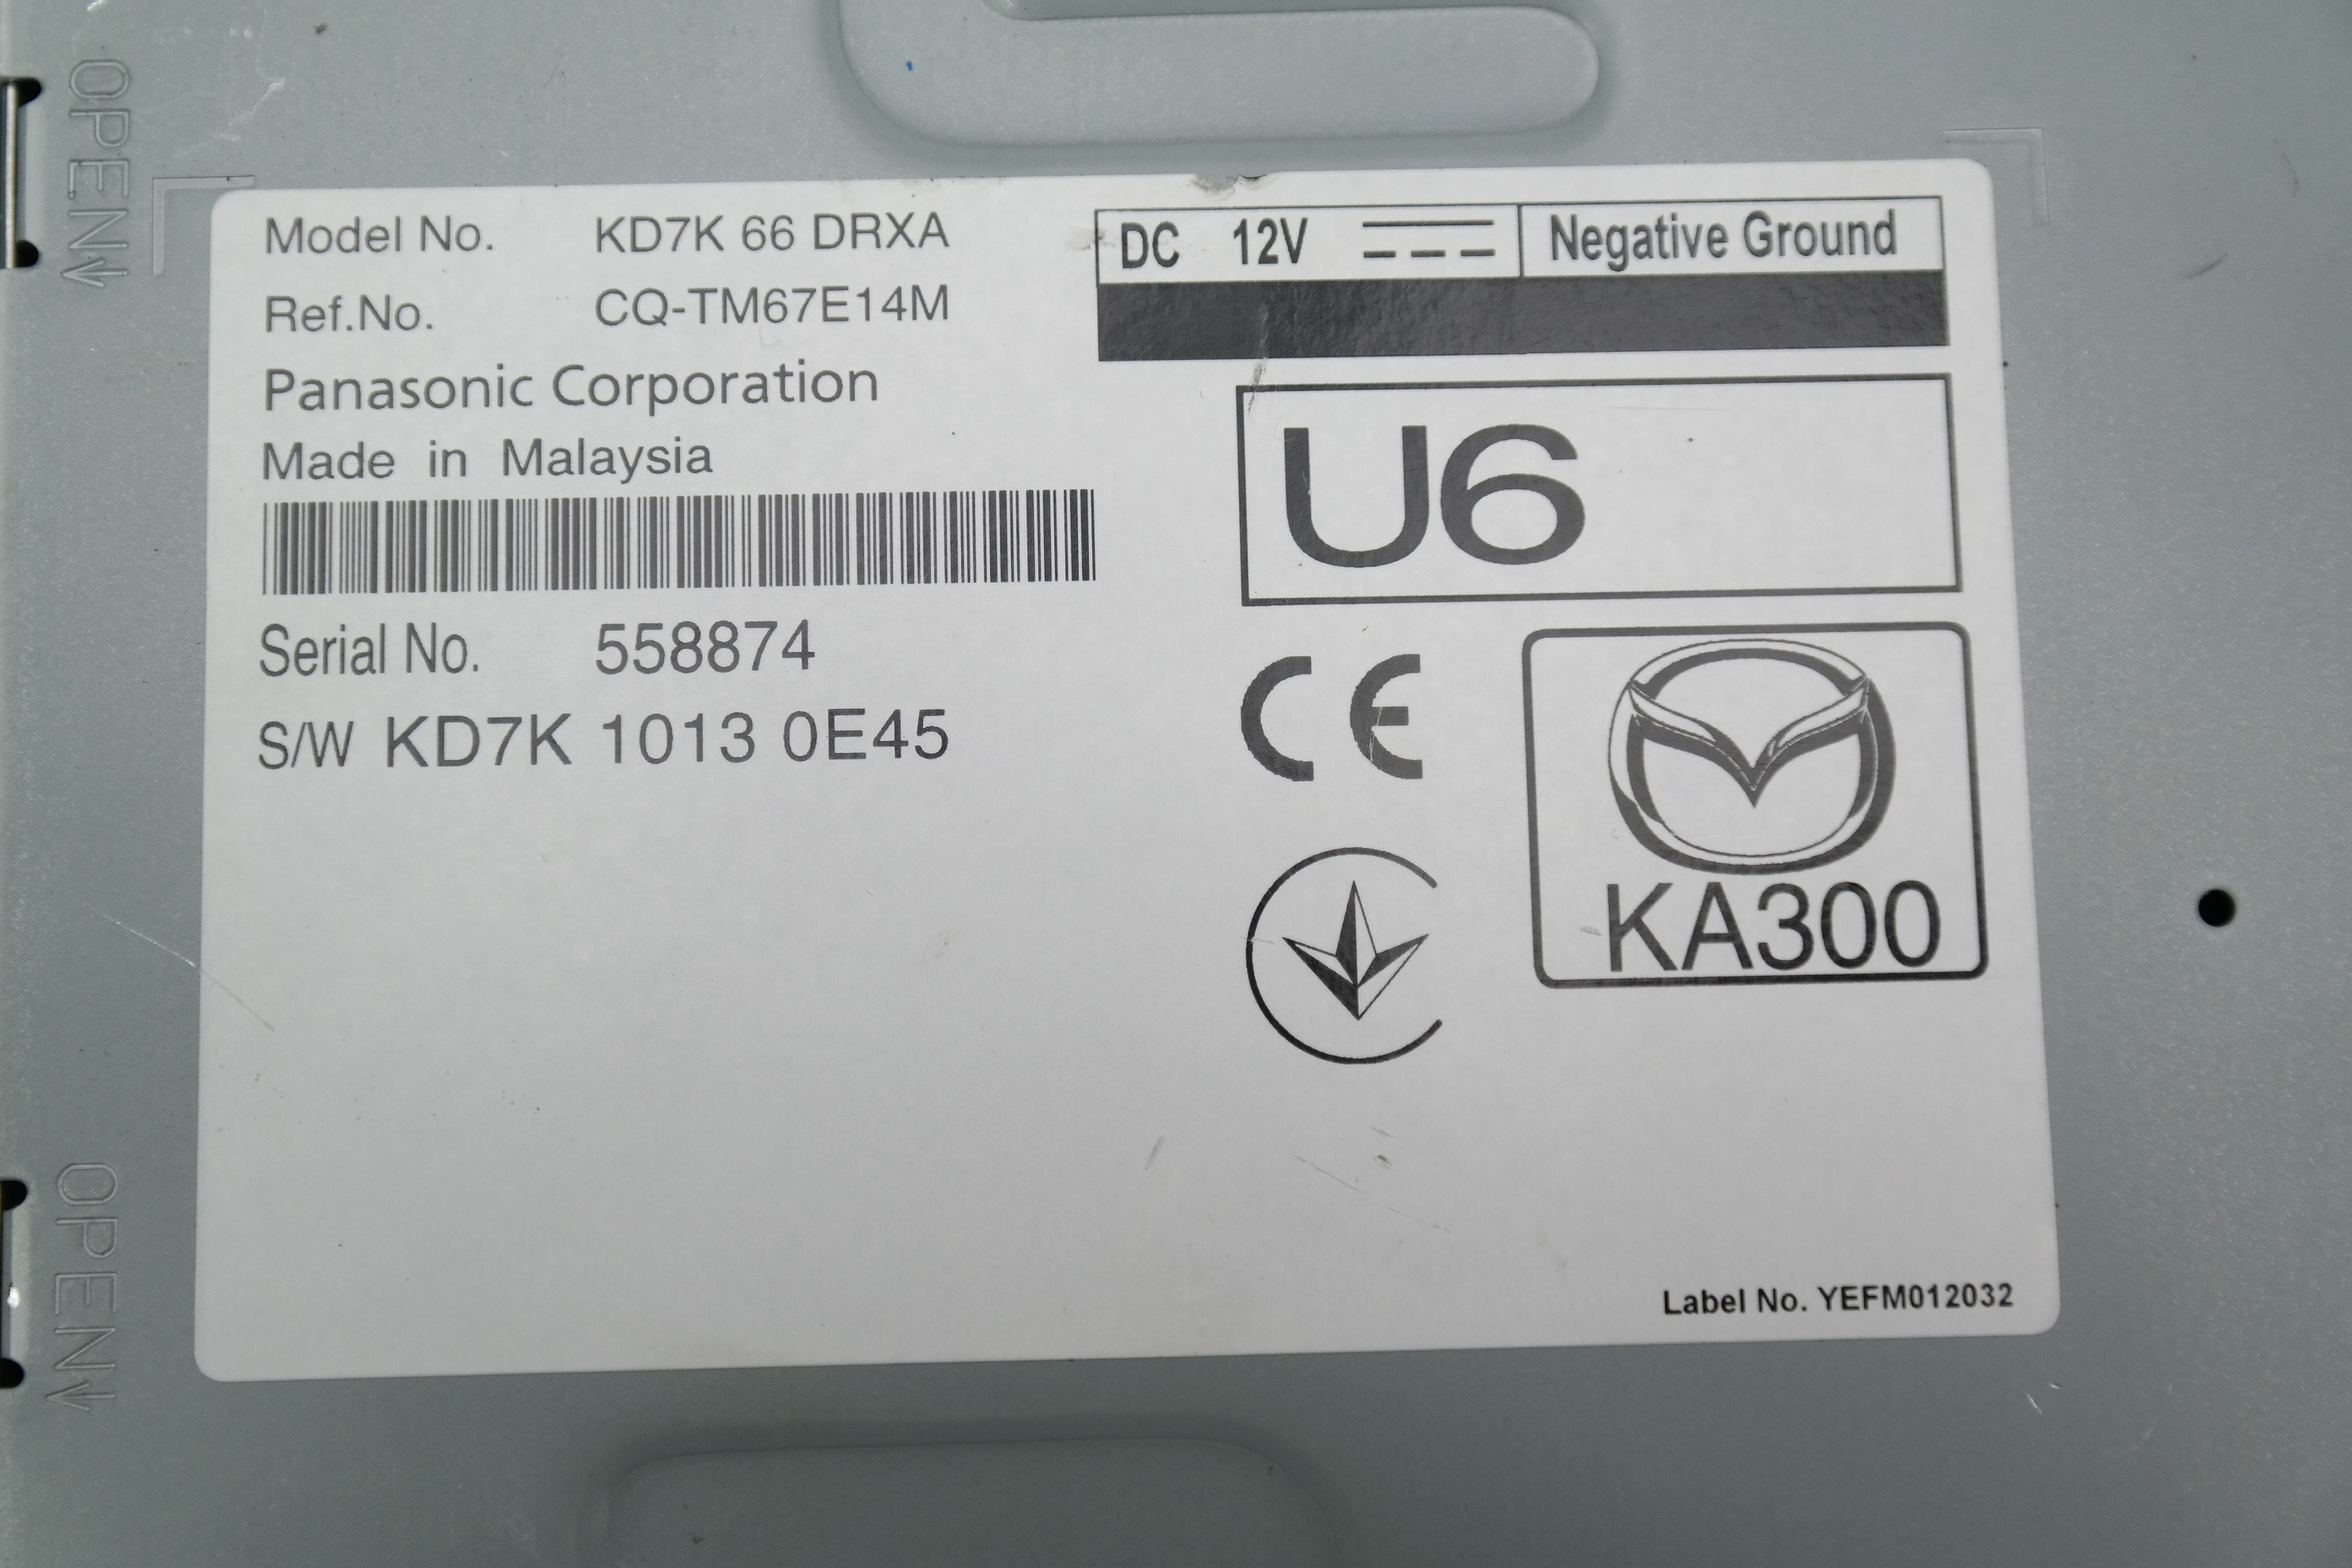 OPEN
Model No. KD7K 66 DRXA
DC 12V Negative Ground
Ref.No. CQ-TM67E14M
Panasonic Corporation
Made in Malaysia
U6
Serial No. 558874
S/W KD7K 1013 0E45
CE
KA300
OPEN
Label No. YEFM012032